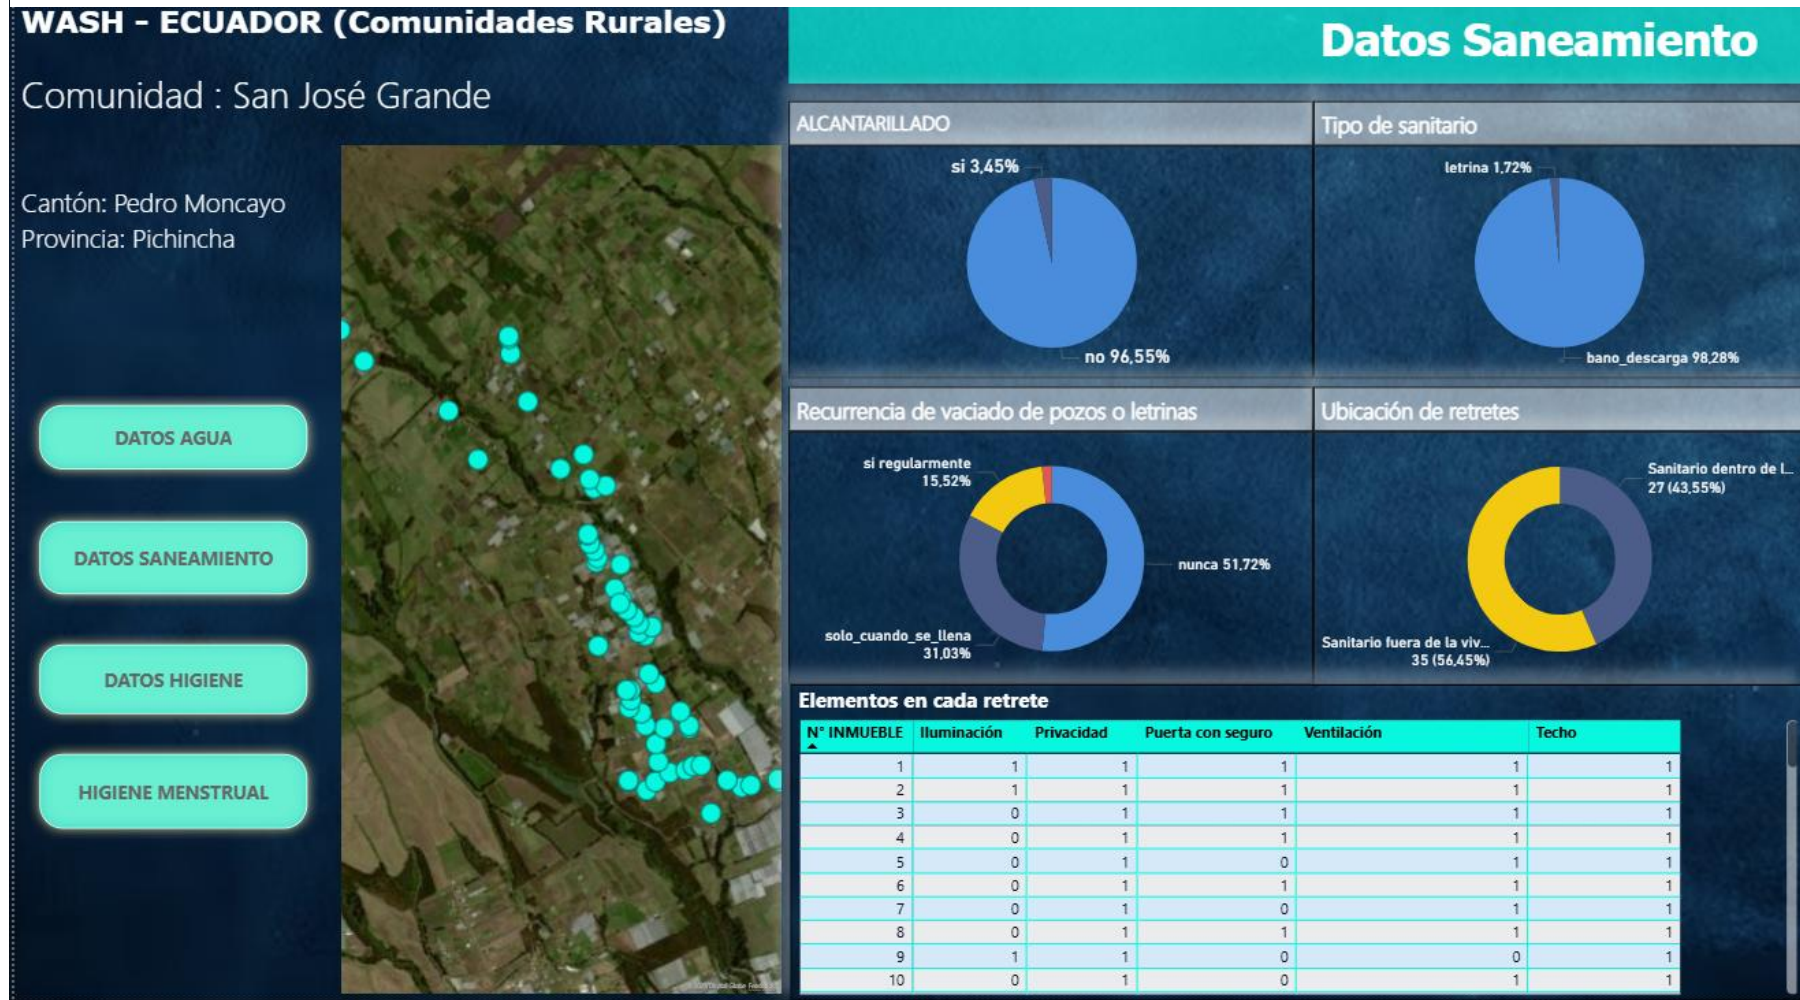 WASH - ECUADOR (Comunidades Rurales)
Comunidad : San José Grande
Cantón: Pedro Moncayo
Provincia: Pichincha
DATOS AGUA
DATOS SANEAMIENTO
DATOS HIGIENE
HIGIENE MENSTRUAL
Datos Saneamiento
ALCANTARILLADO
si 3,45%
no 96,55%
Tipo de sanitario
letrina 1,72%
bano_descarga 98,28%
Recurrencia de vaciado de pozos o letrinas
si regularmente
15,52%
nunca 51,72%
solo_cuando_se_llena
31,03%
Ubicación de retretes
Sanitario dentro de l...
27 (43,55%)
Sanitario fuera de la viv...
35 (56,45%)
Elementos en cada retrete
N° INMUEBLE Iluminación Privacidad Puerta con seguro Ventilación Techo
1 1 1 1 1 1
2 1 1 1 1 1
3 0 1 1 1 1
4 0 1 1 1 1
5 0 1 0 1 1
6 0 1 1 1 1
7 0 1 0 1 1
8 0 1 1 1 1
9 1 1 0 0 1
10 0 1 0 1 1